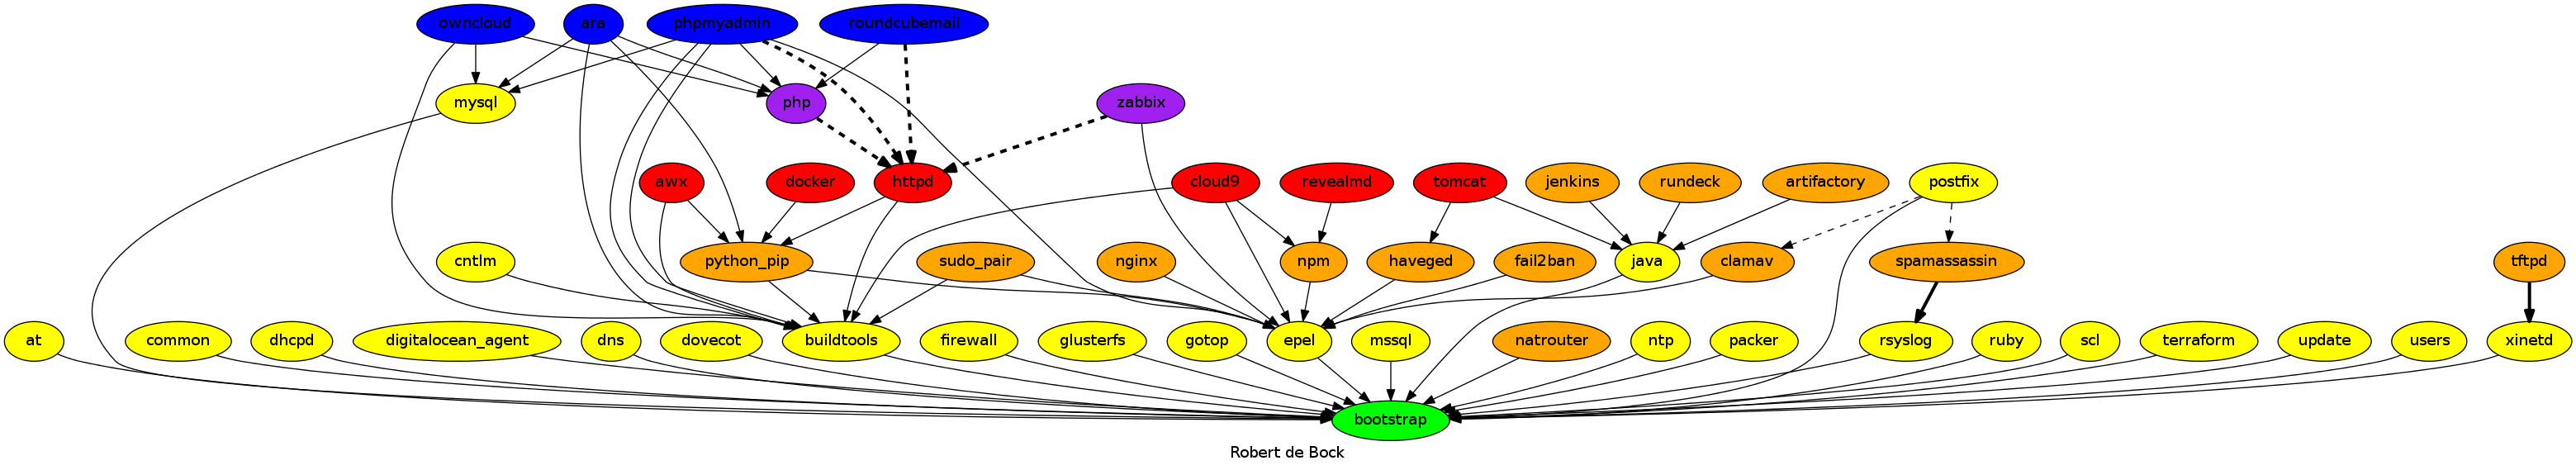 owncloud ara phpmyadmin roundcubemail
mysql php zabbix
awx docker httpd cloud9 revealmd tomcat jenkins rundeck artifactory postfix
cntlm python_pip sudo_pair nginx npm haveged fail2ban java clamav spamassassin tftpd
at common dhcpd digitalocean_agent dns dovecot buildtools firewall glusterfs gotop epel mssql natrouter ntp packer rsyslog ruby scl terraform update users xinetd
bootstrap
Robert de Bock